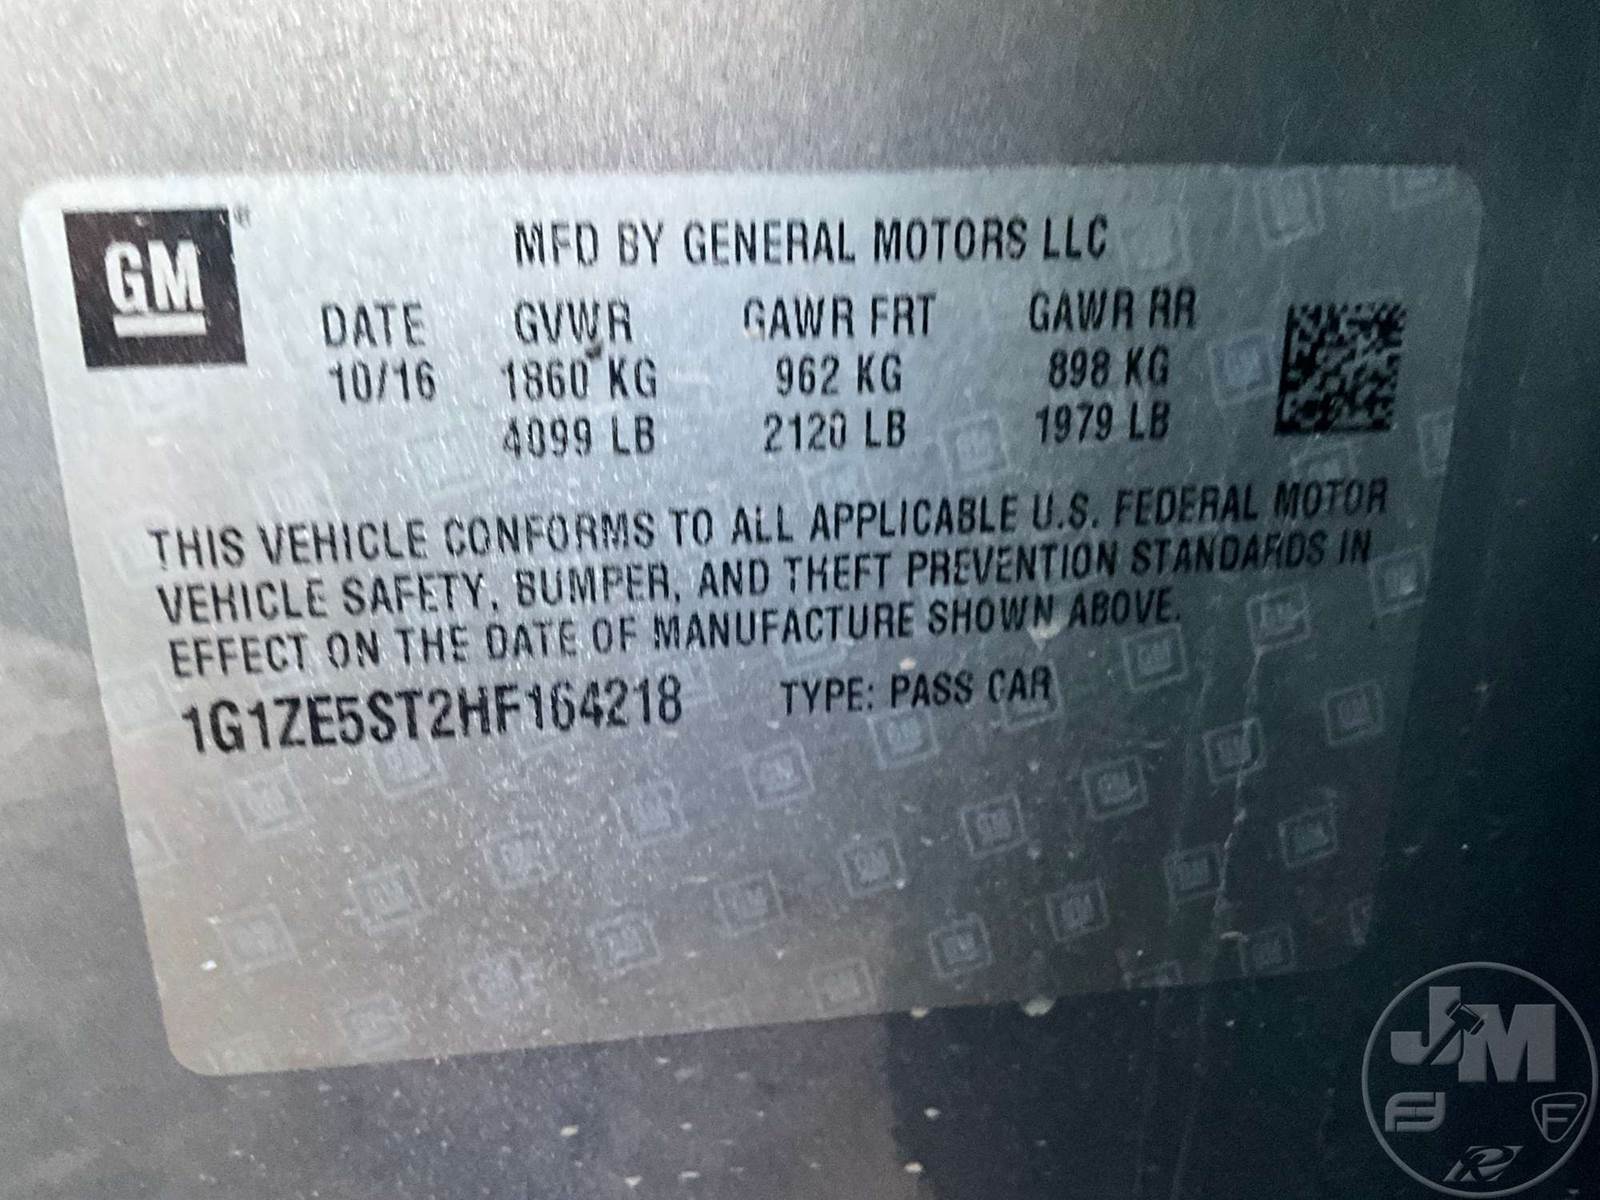 GM®
MFD BY GENERAL MOTORS LLC
DATE GVWR GAWR FRT GAWR RR
10/16 1860 KG 962 KG 898 KG
4099 LB 2120 LB 1979 LB
THIS VEHICLE CONFORMS TO ALL APPLICABLE U.S. FEDERAL MOTOR
VEHICLE SAFETY, BUMPER, AND THEFT PREVENTION STANDARDS IN
EFFECT ON THE DATE OF MANUFACTURE SHOWN ABOVE.
1G1ZE5ST2HF164218 TYPE: PASS CAR
JM